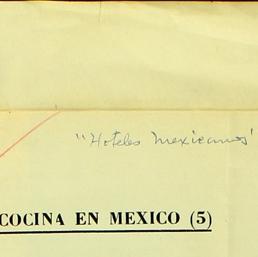 "Hoteles Mexicanos"
COCINA EN MEXICO (5)